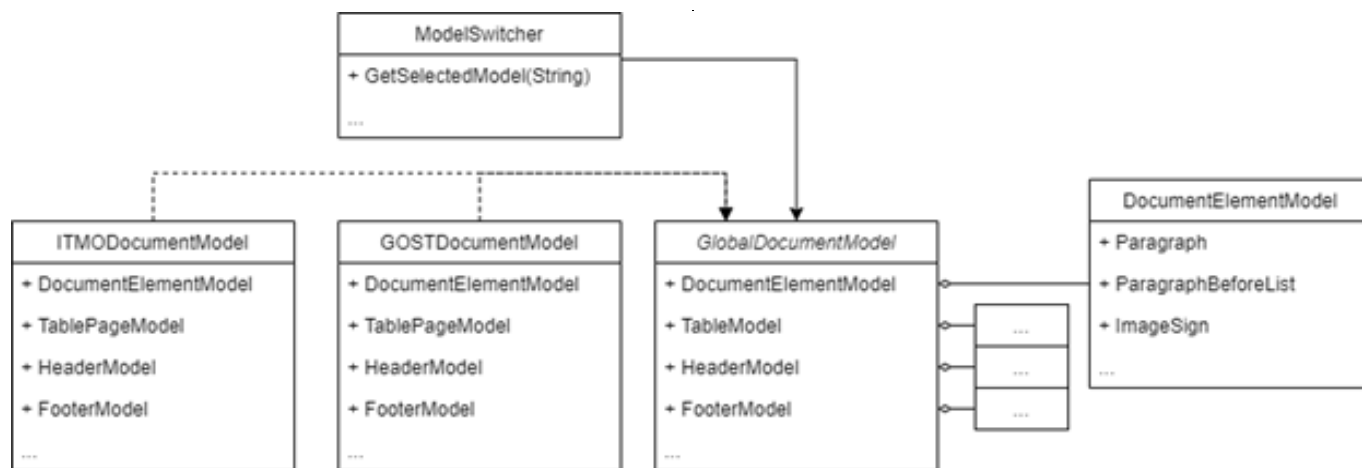 ModelSwitcher
+ GetSelectedModel(String)
...
ITMODocumentModel
+ DocumentElementModel
+ TablePageModel
+ HeaderModel
+ FooterModel
...
GOSTDocumentModel
+ DocumentElementModel
+ TablePageModel
+ HeaderModel
+ FooterModel
...
GlobalDocumentModel
+ DocumentElementModel
+ TableModel
+ HeaderModel
+ FooterModel
...
...
...
...
DocumentElementModel
+ Paragraph
+ ParagraphBeforeList
+ ImageSign
...